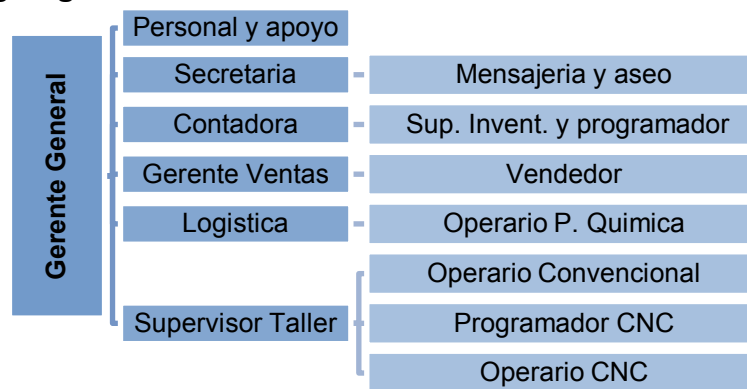 Gerente General
Personal y apoyo
Secretaria
Mensajeria y aseo
Contadora
Sup. Invent. y programador
Gerente Ventas
Vendedor
Logistica
Operario P. Quimica
Supervisor Taller
Operario Convencional
Programador CNC
Operario CNC